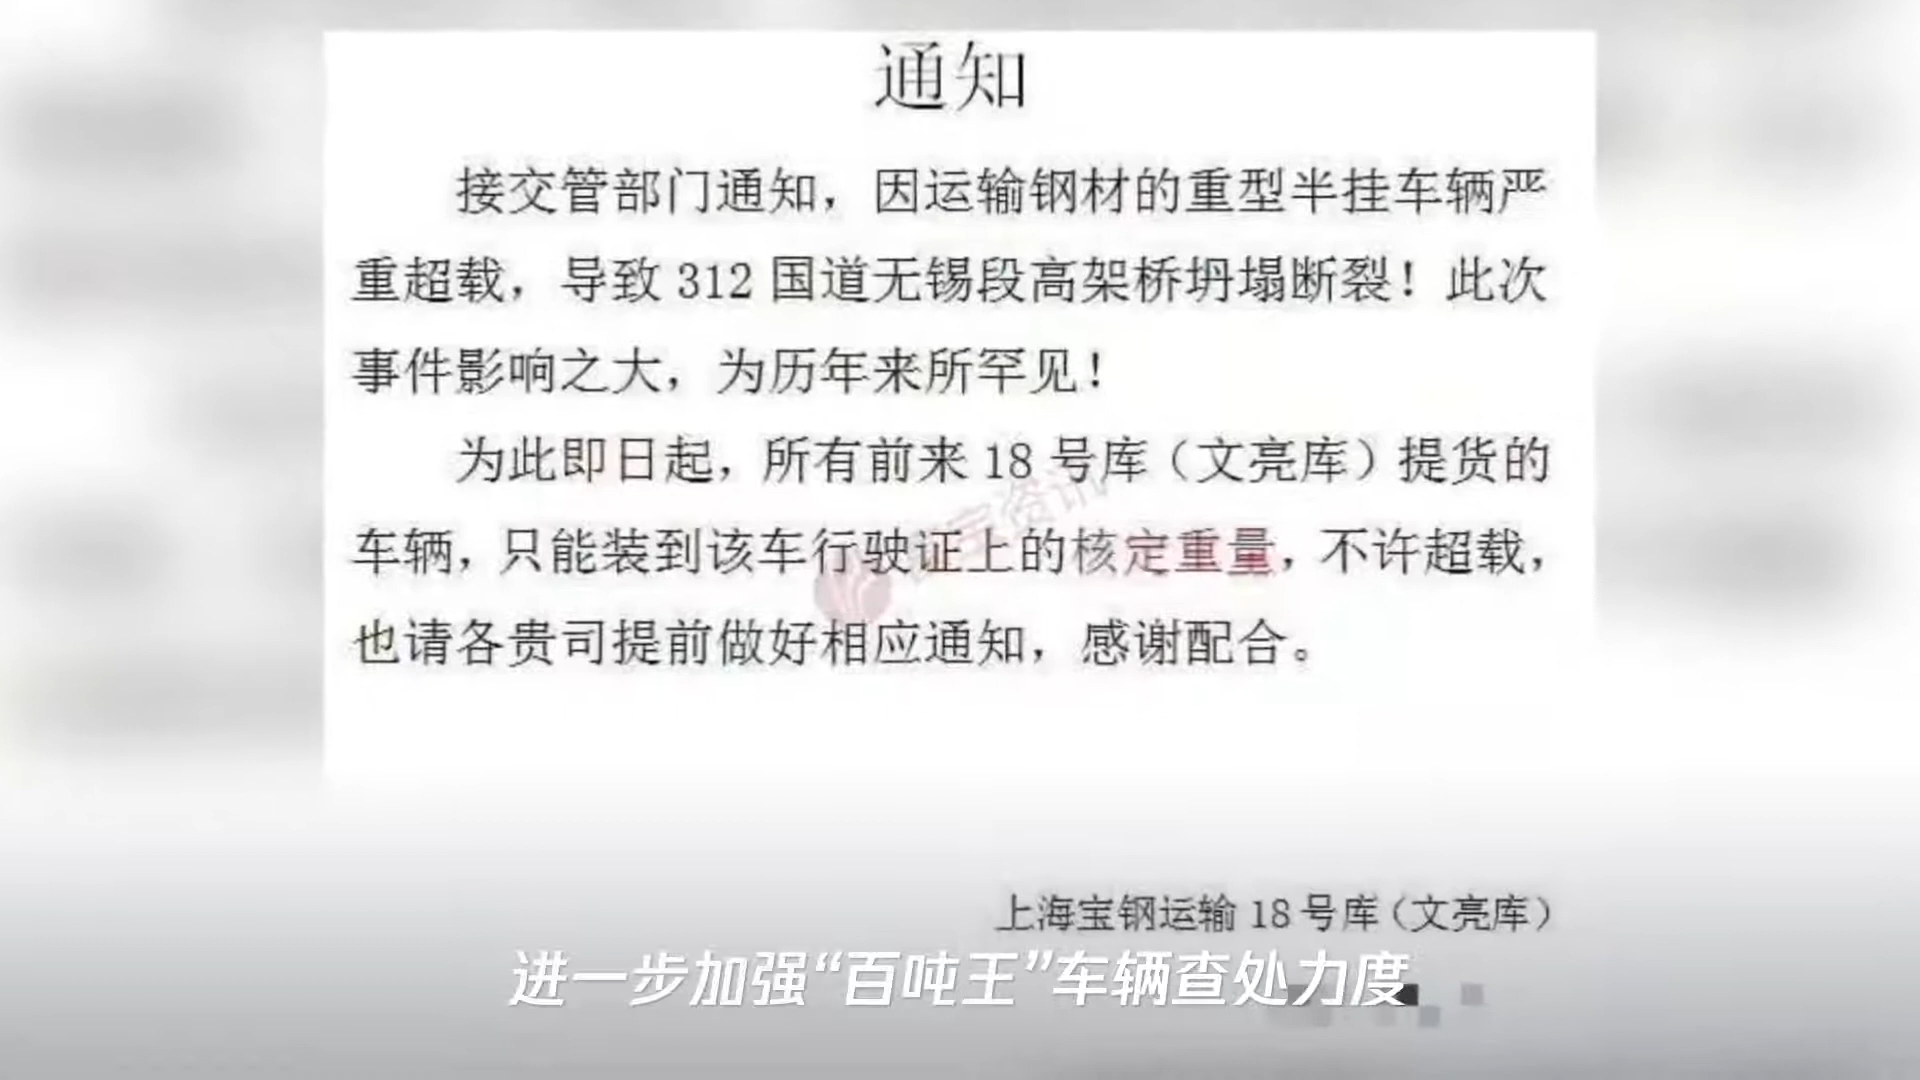 通知
接交管部门通知，因运输钢材的重型半挂车辆严
重超载，导致 312 国道无锡段高架桥坍塌断裂！此次
事件影响之大，为历年来所罕见！
为此即日起，所有前来 18 号库（文亮库）提货的
车辆，只能装到该车行驶证上的核定重量，不许超载，
也请各贵司提前做好相应通知，感谢配合。
上海宝钢运输 18 号库（文亮库）
进一步加强“百吨王”车辆查处力度